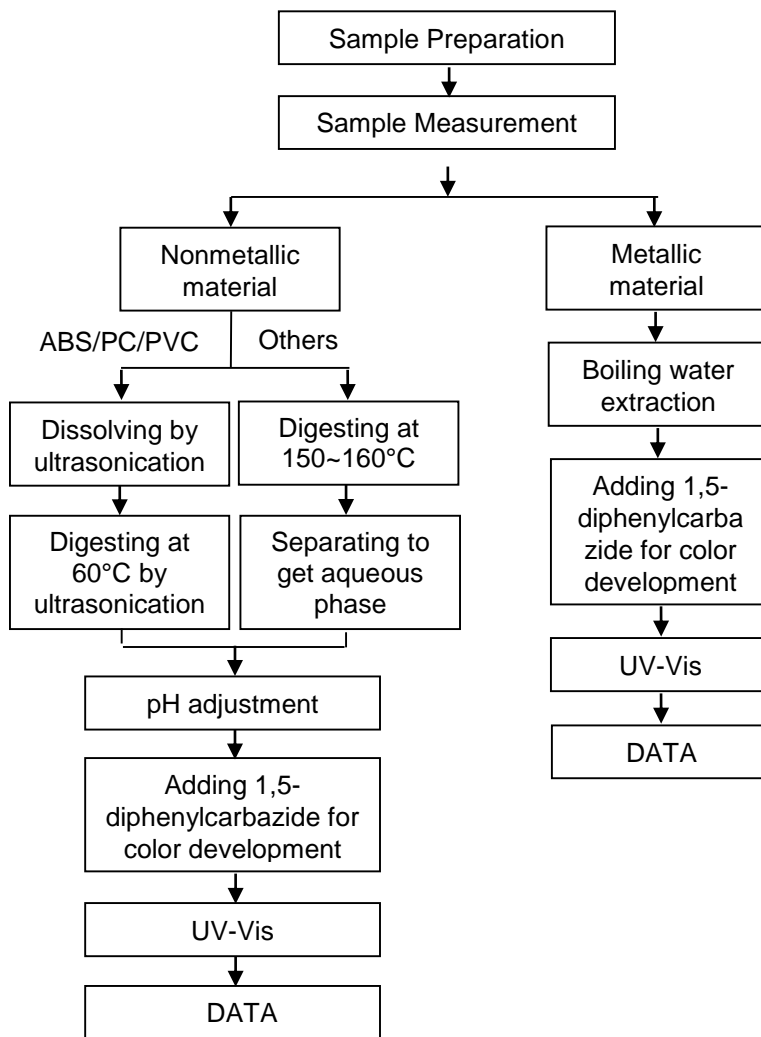 Sample Preparation
Sample Measurement
Nonmetallic
material
Metallic
material
ABS/PC/PVC
Others
Boiling water
extraction
Dissolving by
ultrasonication
Digesting at
150~160°C
Adding 1,5-
diphenylcarba
zide for color
development
Digesting at
60°C by
ultrasonication
Separating to
get aqueous
phase
UV-Vis
pH adjustment
DATA
Adding 1,5-
diphenylcarbazide for
color development
UV-Vis
DATA